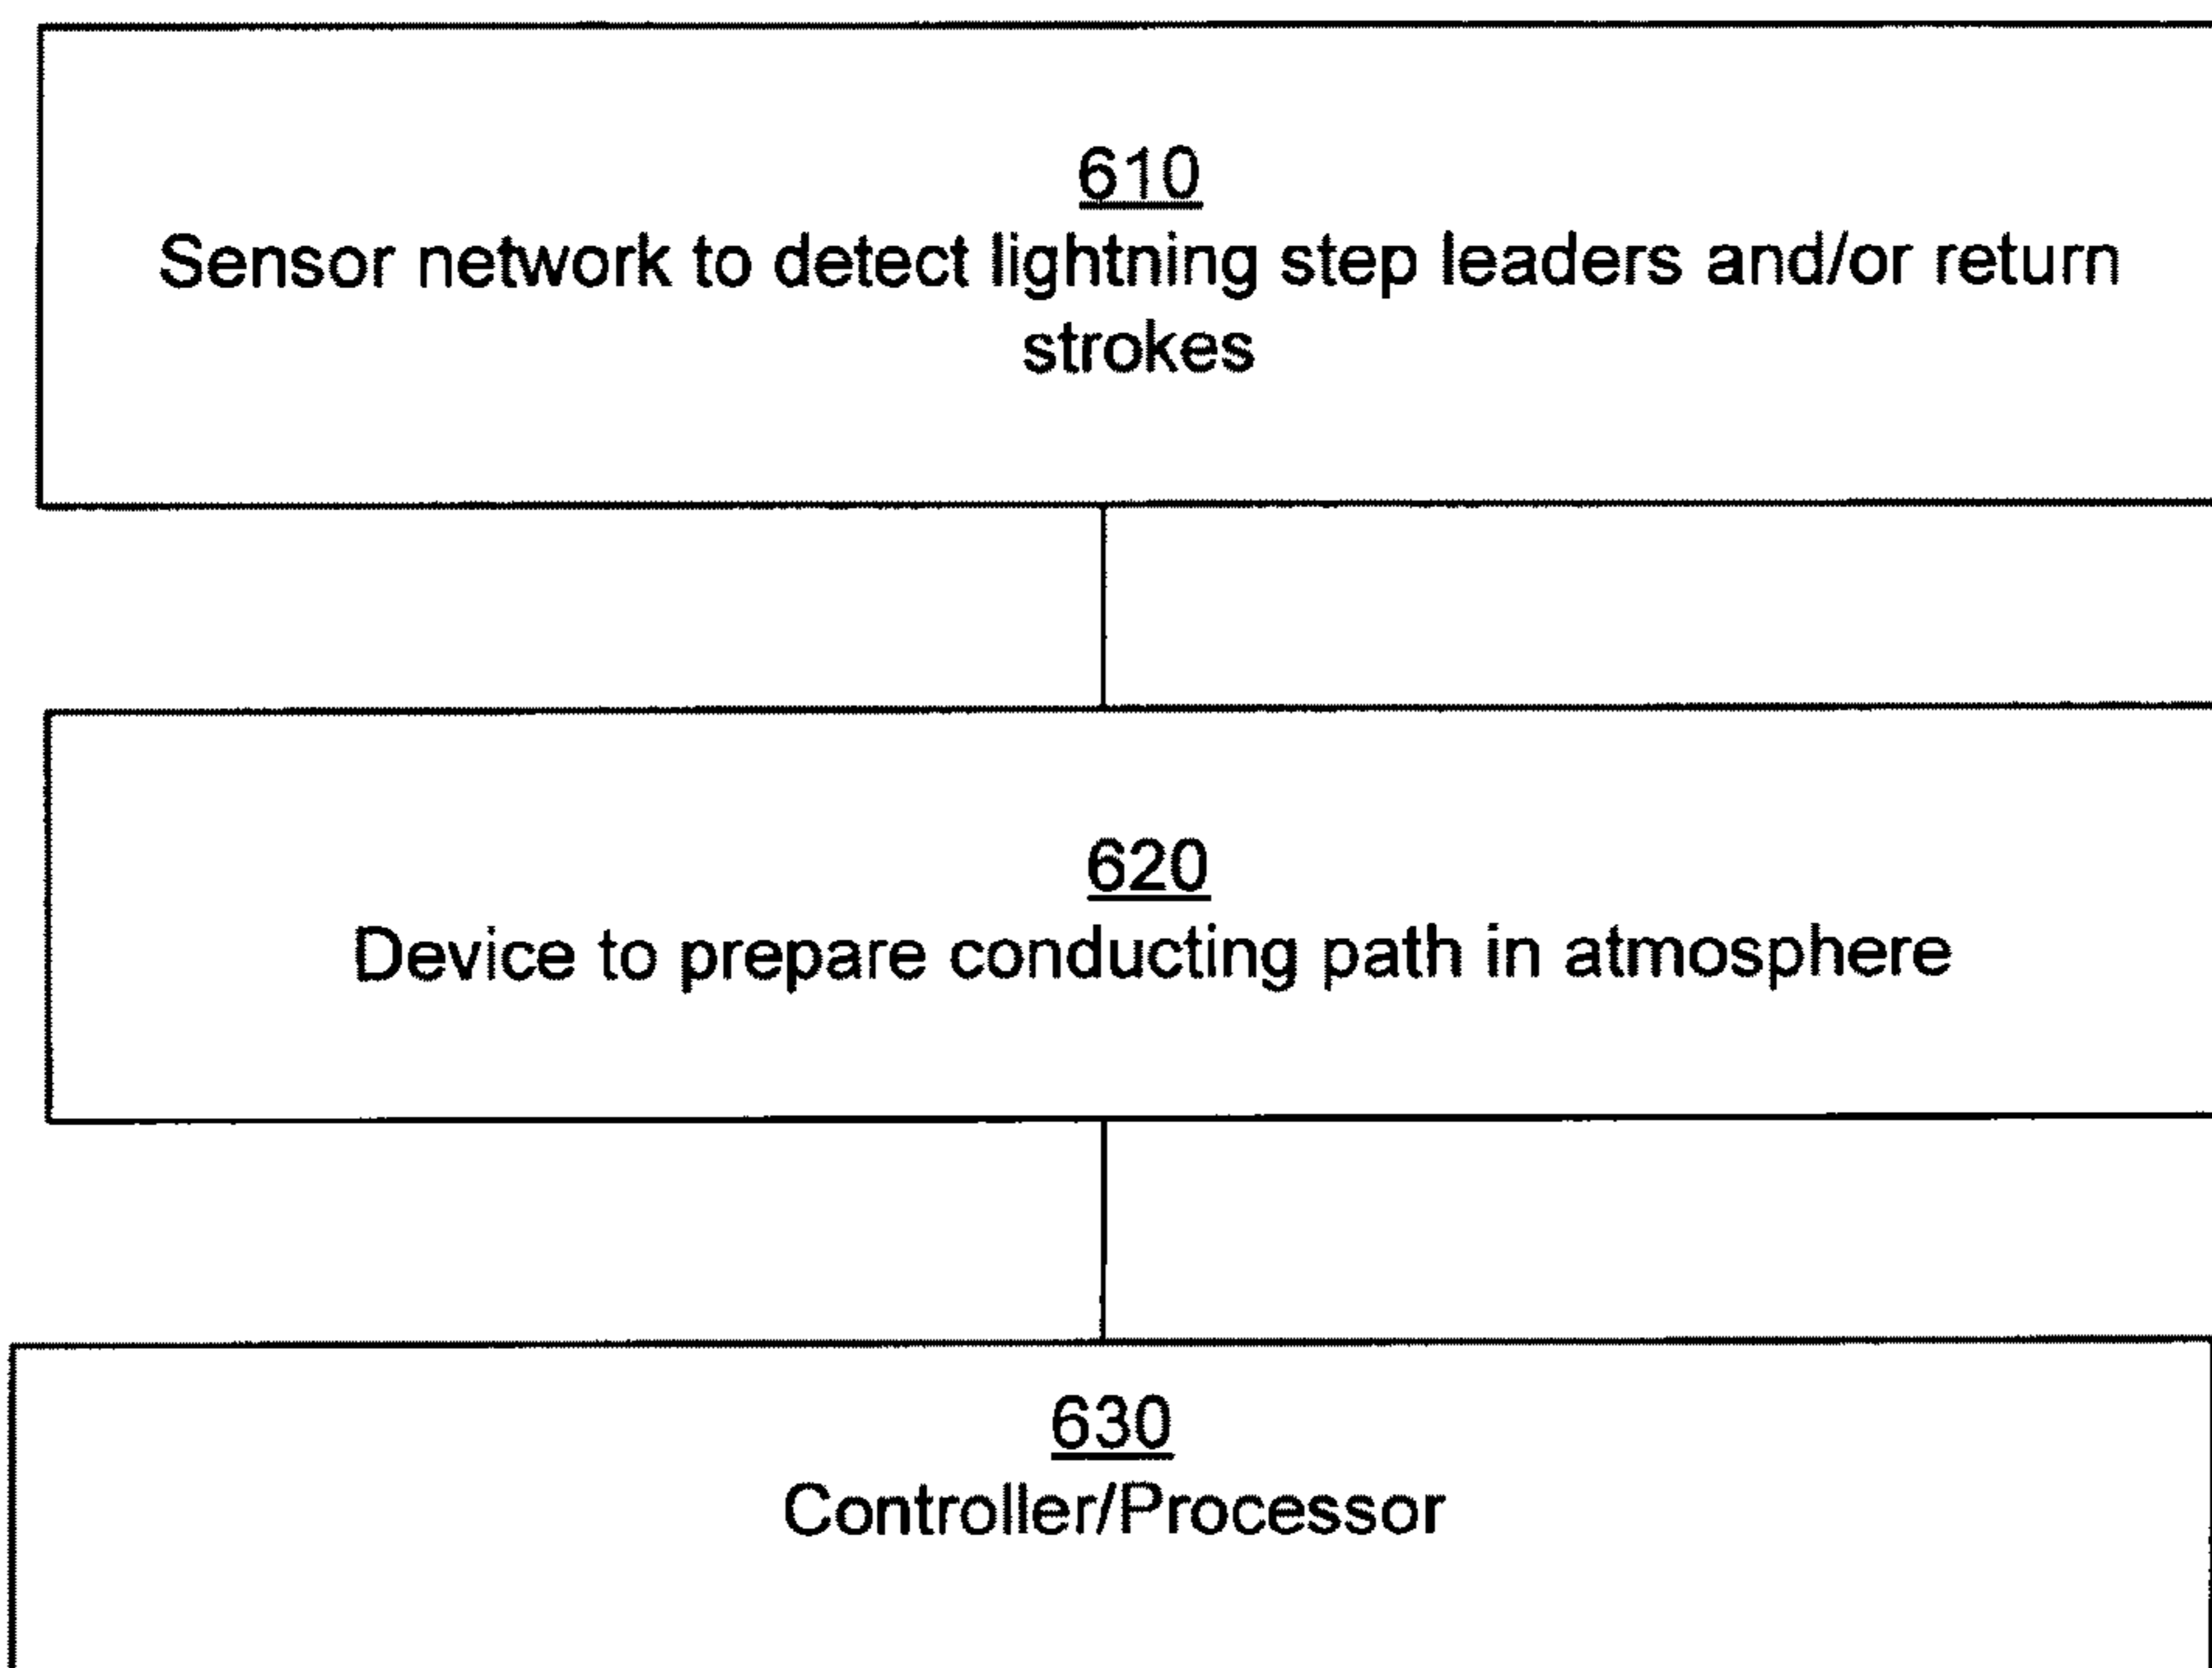 610
Sensor network to detect lightning step leaders and/or return
strokes
620
Device to prepare conducting path in atmosphere
630
Controller/Processor